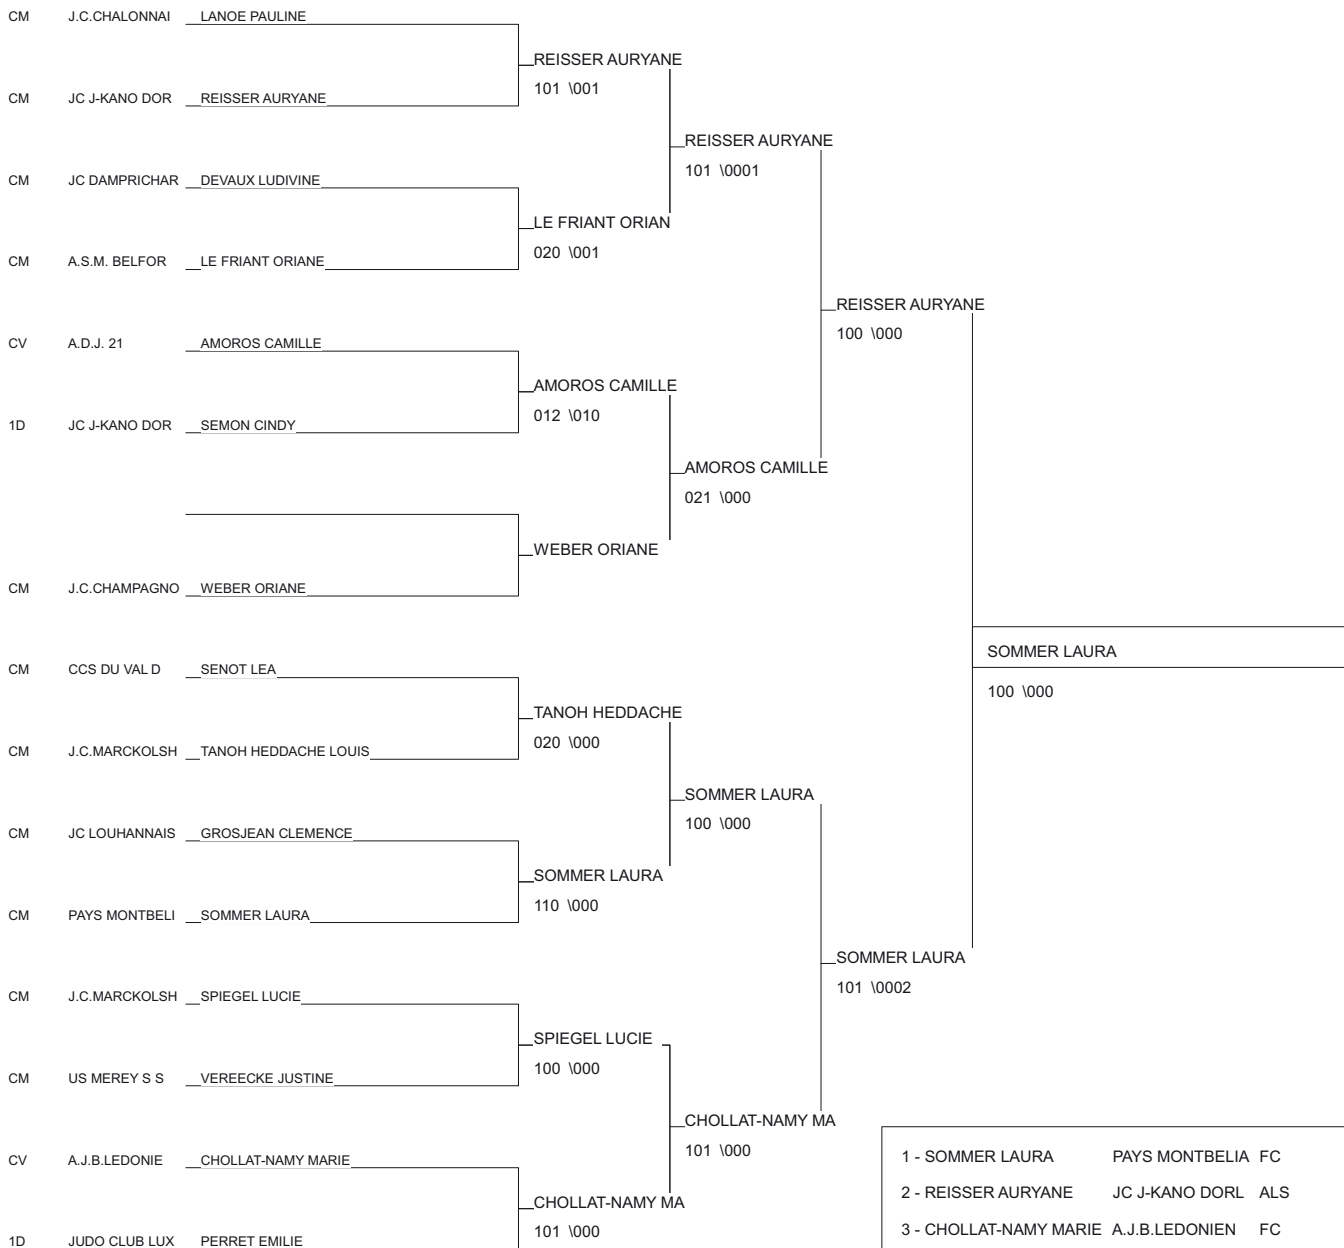 CM J.C.CHALONNAI LANOE PAULINE
REISSER AURYANE
101 \001
CM JC J-KANO DOR REISSER AURYANE
REISSER AURYANE
101 \0001
CM JC DAMPRICHAR DEVAUX LUDIVINE
LE FRIANT ORIAN
020 \001
CM A.S.M. BELFOR LE FRIANT ORIANE
REISSER AURYANE
100 \000
CV A.D.J. 21 AMOROS CAMILLE
AMOROS CAMILLE
012 \010
1D JC J-KANO DOR SEMON CINDY
AMOROS CAMILLE
021 \000
WEBER ORIANE
CM J.C.CHAMPAGNO WEBER ORIANE
SOMMER LAURA
100 \000
CM CCS DU VAL D SENOT LEA
TANOH HEDDACHE
020 \000
CM J.C.MARCKOLSH TANOH HEDDACHE LOUIS
SOMMER LAURA
100 \000
CM JC LOUHANNAIS GROSJEAN CLEMENCE
SOMMER LAURA
110 \000
CM PAYS MONTBELI SOMMER LAURA
SOMMER LAURA
101 \0002
CM J.C.MARCKOLSH SPIEGEL LUCIE
SPIEGEL LUCIE
100 \000
CM US MEREY S S VEREECKE JUSTINE
CHOLLAT-NAMY MA
101 \000
CV A.J.B.LEDONIE CHOLLAT-NAMY MARIE
CHOLLAT-NAMY MA
101 \000
1D JUDO CLUB LUX PERRET EMILIE
1 - SOMMER LAURA PAYS MONTBELIA FC
2 - REISSER AURYANE JC J-KANO DORL ALS
3 - CHOLLAT-NAMY MARIE A.J.B.LEDONIEN FC